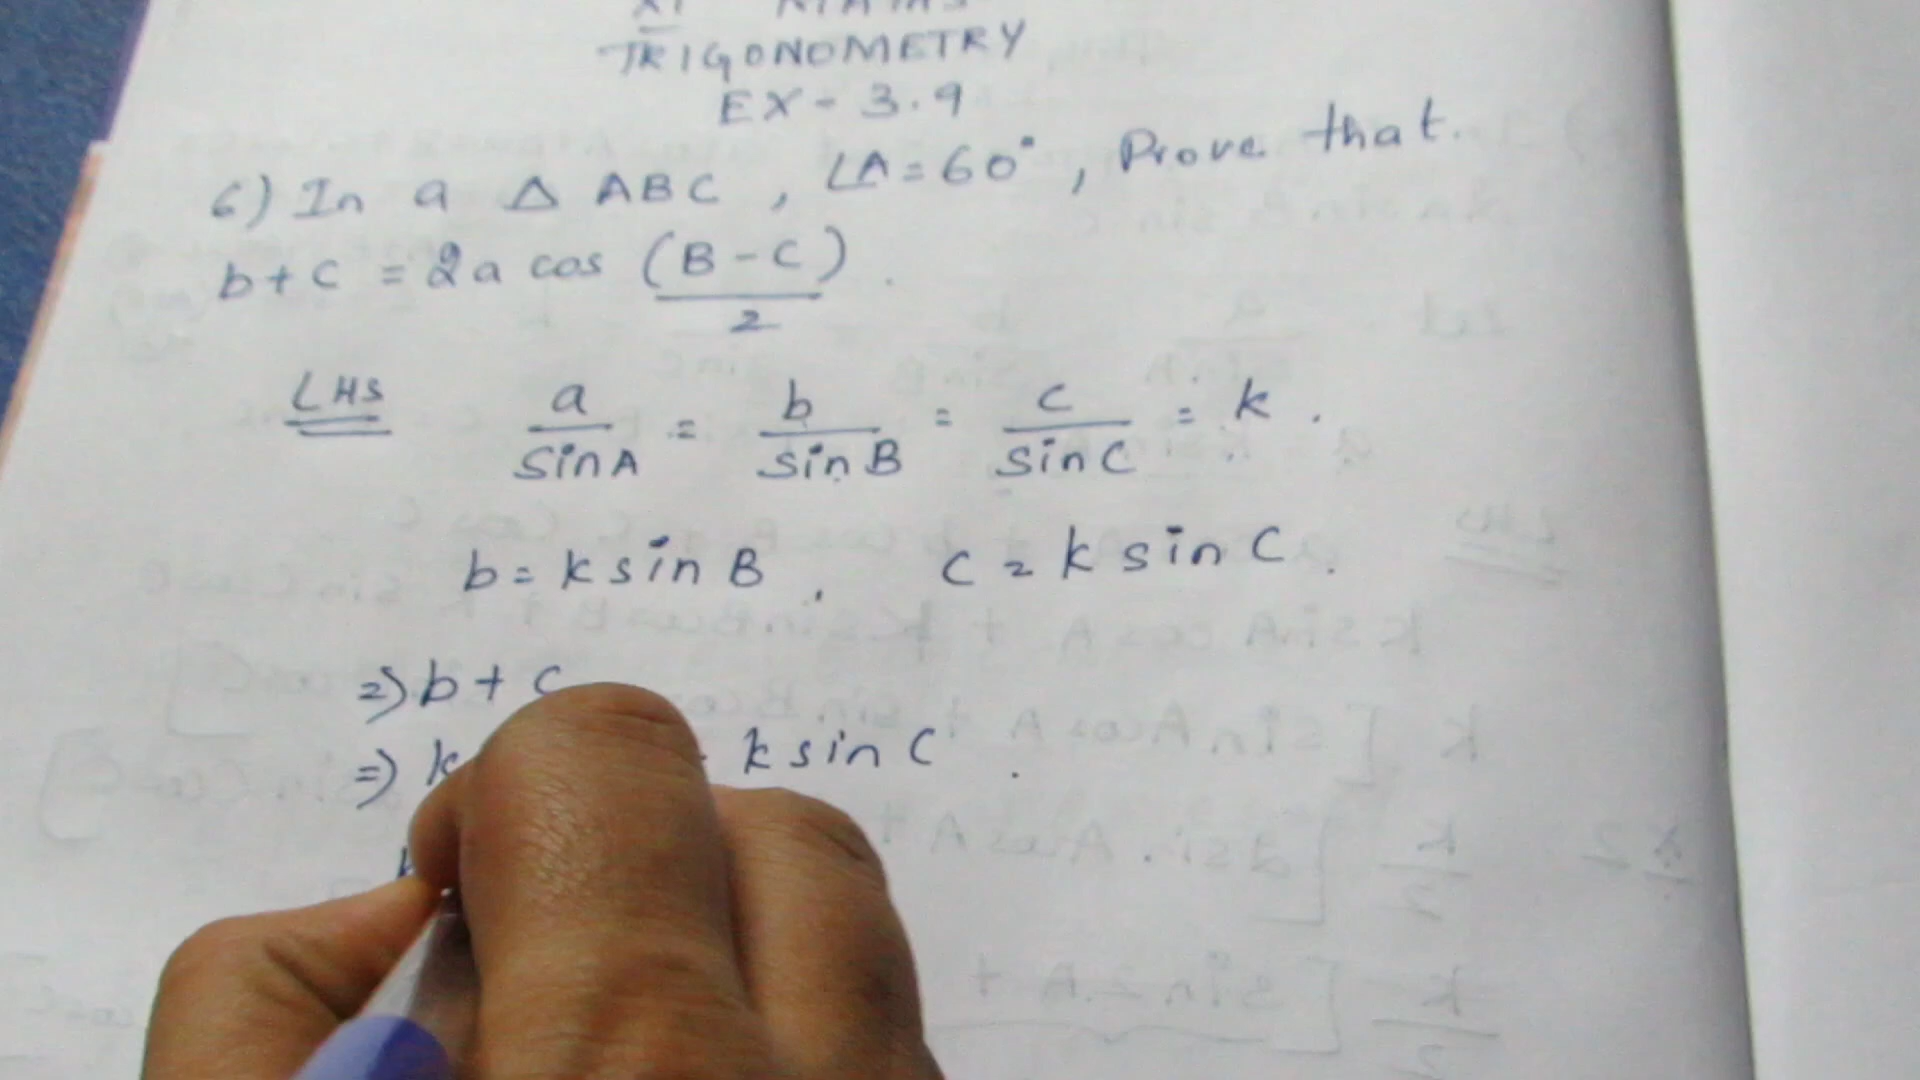 TRIGONOMETRY
EX - 3.9
6) In a Δ ABC , ∠A = 60° , Prove that.
b + c = 2a cos (B - C)
2
LHS a/sinA = b/sinB = c/sinC = k .
b = k sin B , c = k sin C .
=> b + c
=> k k sin C .